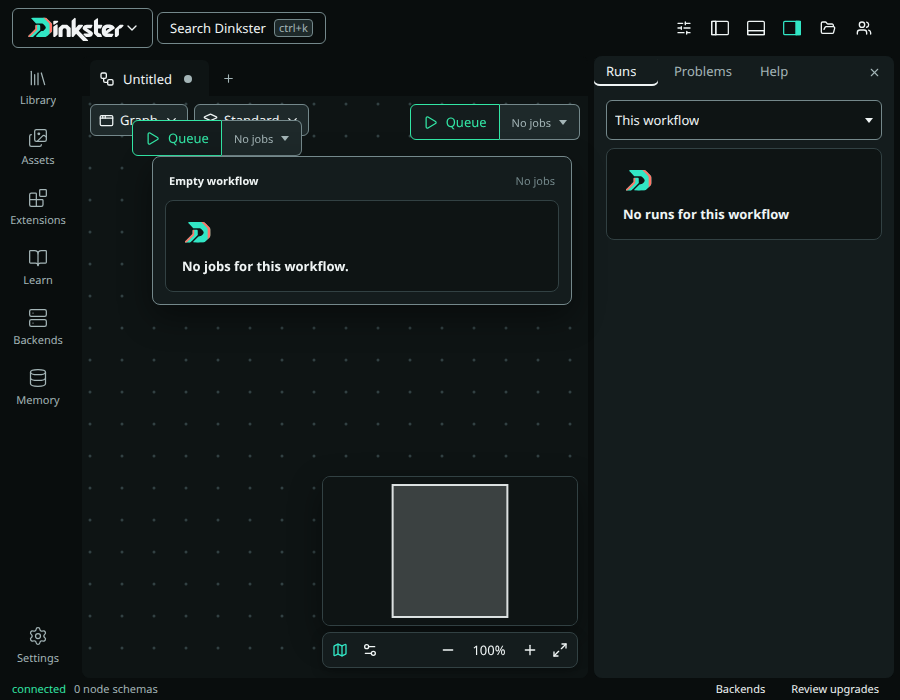 Dinkster
Search Dinkster ctrl+k
Library
Assets
Extensions
Learn
Backends
Memory
Settings
Untitled
Graph
Standard
Queue No jobs
Queue No jobs
Empty workflow No jobs
No jobs for this workflow.
100%
Runs Problems Help
This workflow
No runs for this workflow
connected 0 node schemas
Backends Review upgrades